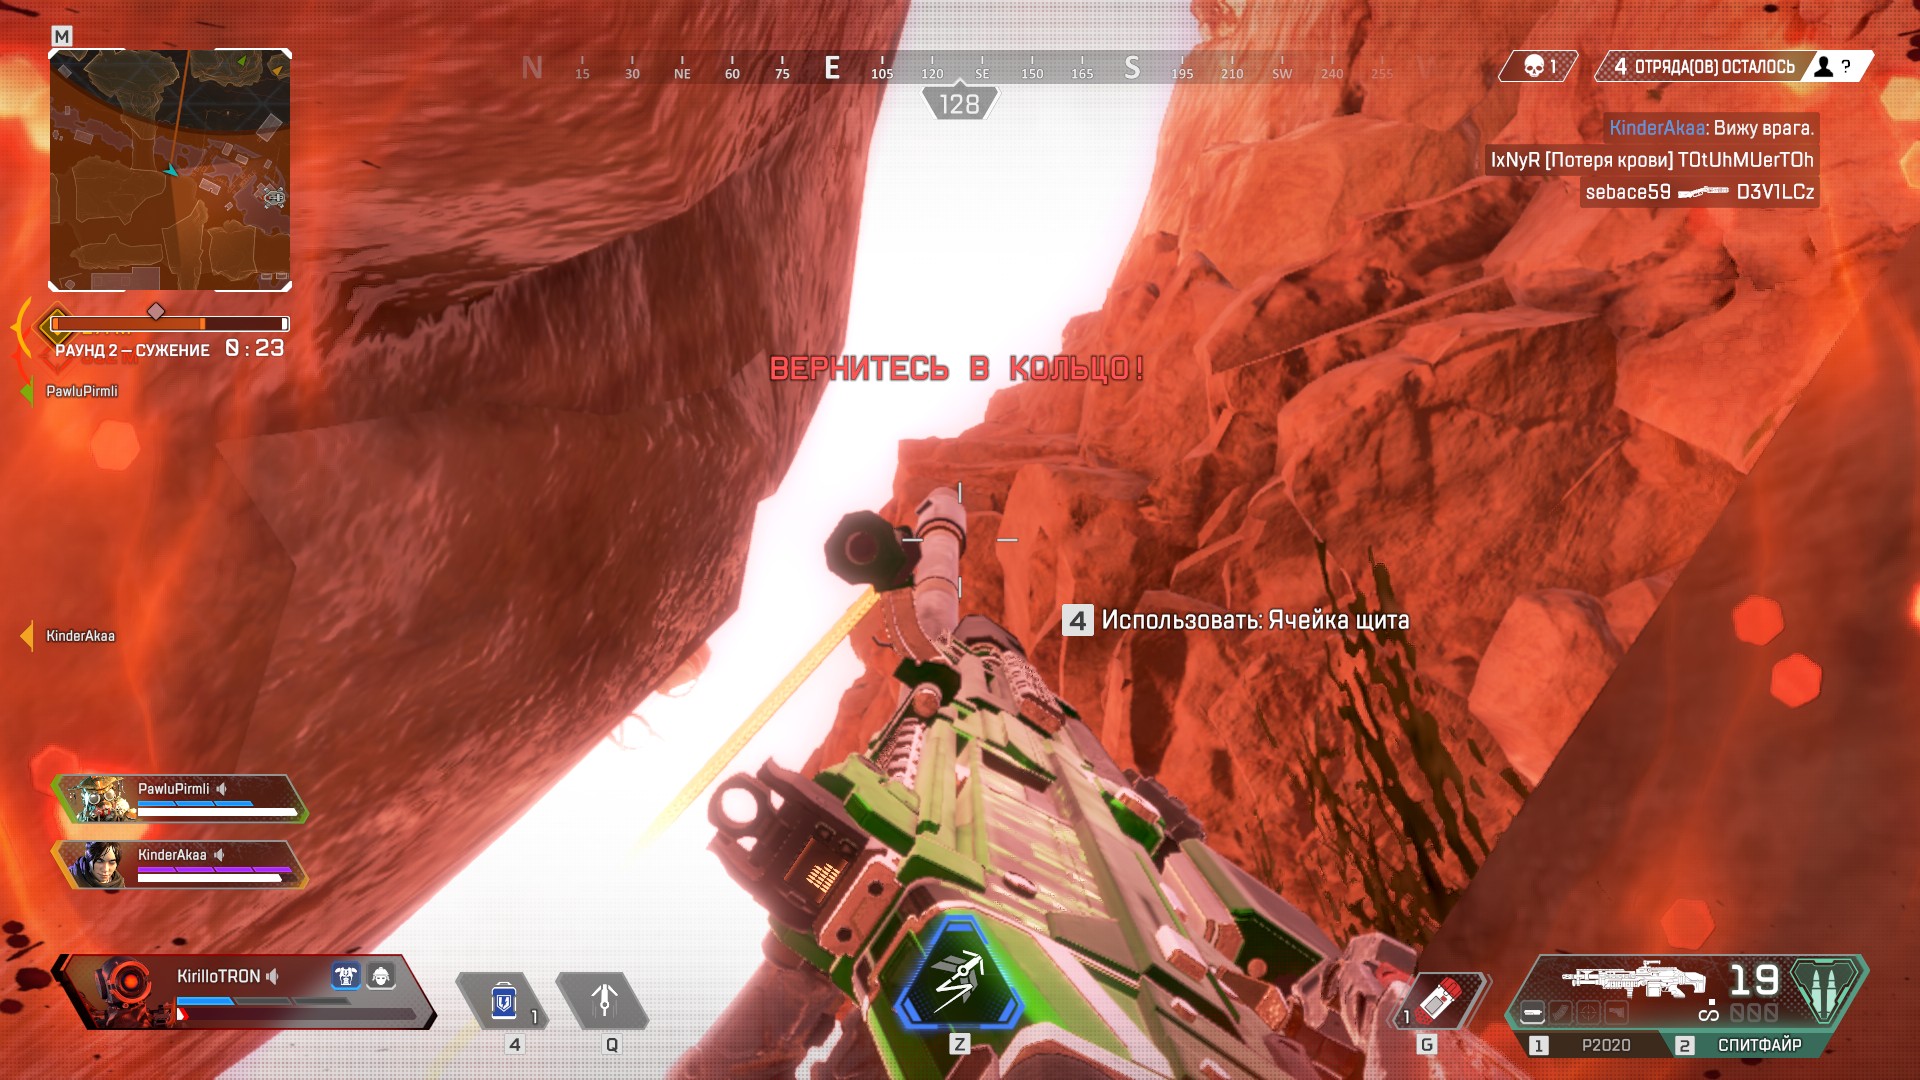 M
N 15 30 NE 60 75 E 105 120 SE 150 165 S 195 210 SW 240 255
128
1
4 ОТРЯДА(ОВ) ОСТАЛОСЬ ?
KinderAkaa: Вижу врага.
IxNyR [Потеря крови] TOtUhMUerTOh
sebace59 D3V1LCz
РАУНД 2 – СУЖЕНИЕ 0:23
PawluPirmli
ВЕРНИТЕСЬ В КОЛЬЦО!
4 Использовать: Ячейка щита
KinderAkaa
PawluPirmli
KinderAkaa
KirilloTRON
1
4
Q
Z
1
G
19
000
1 P2020
2 СПИТФАЙР